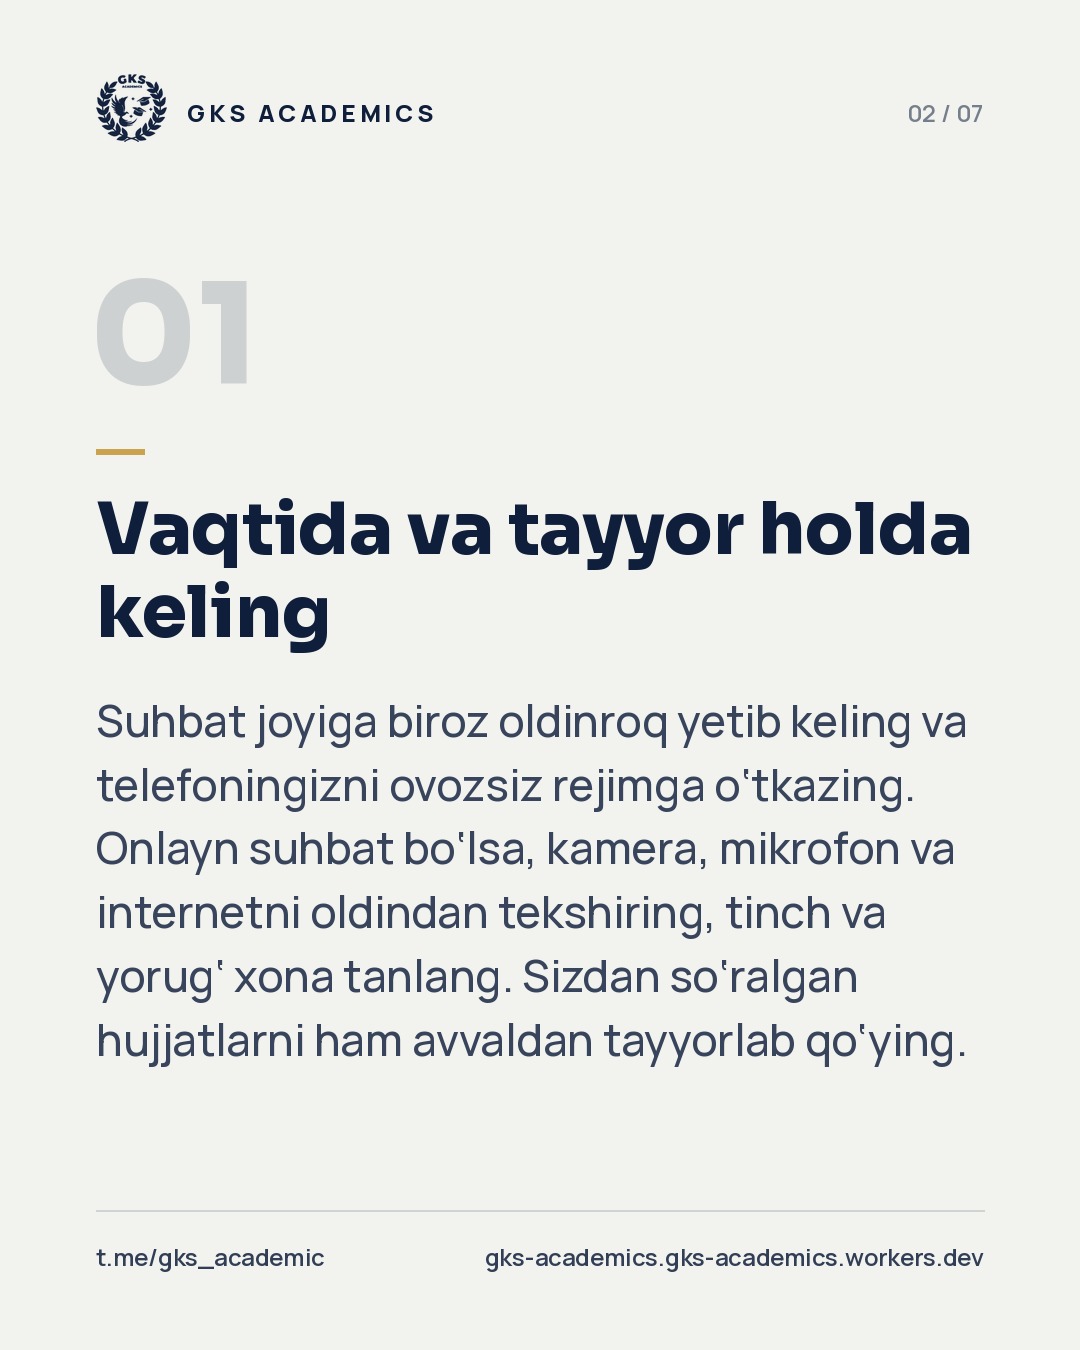 GKS
ACADEMICS
GKS ACADEMICS
02 / 07
01
Vaqtida va tayyor holda
keling
Suhbat joyiga biroz oldinroq yetib keling va
telefoningizni ovozsiz rejimga oʻtkazing.
Onlayn suhbat boʻlsa, kamera, mikrofon va
internetni oldindan tekshiring, tinch va
yorugʻ xona tanlang. Sizdan soʻralgan
hujjatlarni ham avvaldan tayyorlab qoʻying.
t.me/gks_academic
gks-academics.gks-academics.workers.dev